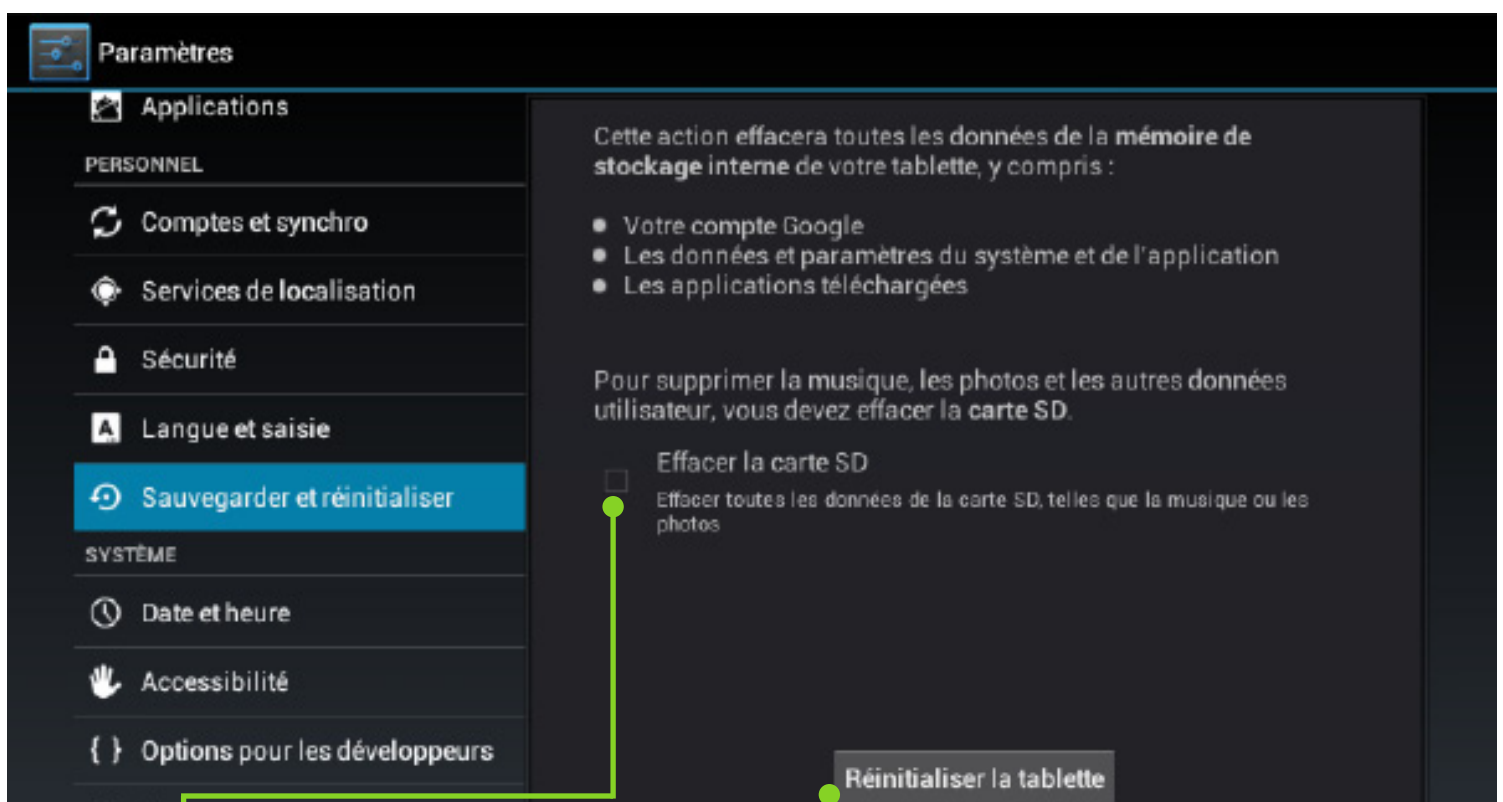 Paramètres
Applications
PERSONNEL
Comptes et synchro
Services de localisation
Sécurité
A Langue et saisie
Sauvegarder et réinitialiser
SYSTÈME
Date et heure
Accessibilité
{ } Options pour les développeurs
Cette action effacera toutes les données de la mémoire de
stockage interne de votre tablette, y compris :
● Votre compte Google
● Les données et paramètres du système et de l'application
● Les applications téléchargées
Pour supprimer la musique, les photos et les autres données
utilisateur, vous devez effacer la carte SD.
Effacer la carte SD
Effacer toutes les données de la carte SD, telles que la musique ou les
photos
Réinitialiser la tablette